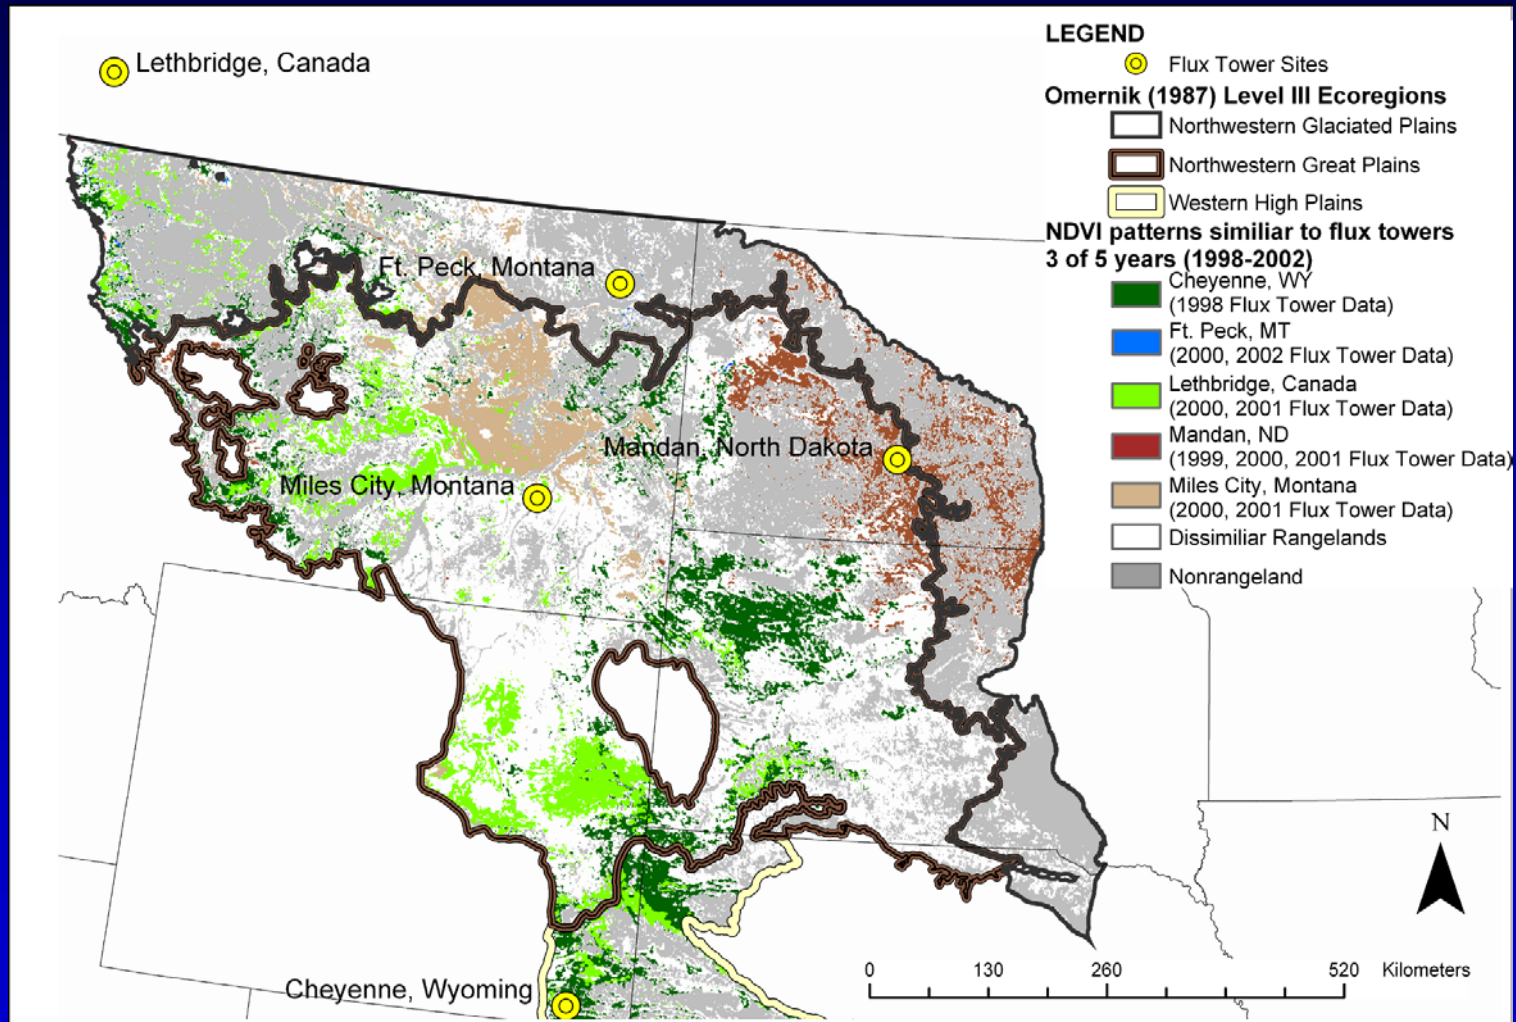 Lethbridge, Canada
Ft. Peck, Montana
Mandan, North Dakota
Miles City, Montana
Cheyenne, Wyoming
LEGEND
Flux Tower Sites
Omernik (1987) Level III Ecoregions
Northwestern Glaciated Plains
Northwestern Great Plains
Western High Plains
NDVI patterns similiar to flux towers
3 of 5 years (1998-2002)
Cheyenne, WY
(1998 Flux Tower Data)
Ft. Peck, MT
(2000, 2002 Flux Tower Data)
Lethbridge, Canada
(2000, 2001 Flux Tower Data)
Mandan, ND
(1999, 2000, 2001 Flux Tower Data)
Miles City, Montana
(2000, 2001 Flux Tower Data)
Dissimiliar Rangelands
Nonrangeland
N
0 130 260 520 Kilometers